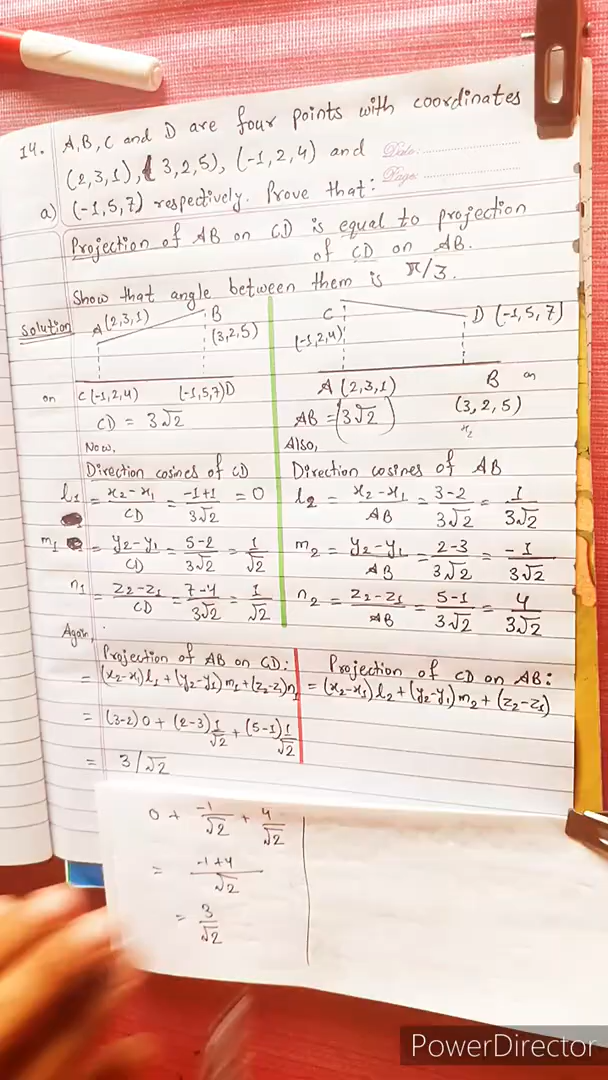 14. A, B, C and D are four points with coordinates
(2,3,1), (3,2,5), (-1,2,4) and
Date:
Page:
a) (-1,5,7) respectively. Prove that:
Projection of AB on CD is equal to projection
of CD on AB.
Show that angle between them is π/3.
Solution
A(2,3,1)
B
(3,2,5)
on C(-1,2,4) (-1,5,7)D
CD = 3√2
Now,
Direction cosines of CD
l₁ = x₂-x₁/CD = -1+1/3√2 = 0
m₁ = y₂-y₁/CD = 5-2/3√2 = 1/√2
n₁ = z₂-z₁/CD = 7-4/3√2 = 1/√2
C
(-1,2,4)
D (-1,5,7)
A (2,3,1) B on
(3,2,5)
x₂
AB = (3√2)
Also,
Direction cosines of AB
l₂ = x₂-x₁/AB = 3-2/3√2 = 1/3√2
m₂ = y₂-y₁/AB = 2-3/3√2 = -1/3√2
n₂ = z₂-z₁/AB = 5-1/3√2 = 4/3√2
Again,
Projection of AB on CD:
= (x₂-x₁)l₁+(y₂-y₁)m₁+(z₂-z₁)n₁
= (3-2)0 + (2-3)1/√2 + (5-1)1/√2
= 3/√2
Projection of CD on AB:
= (x₂-x₁)l₂+(y₂-y₁)m₂+(z₂-z₁)
0 + -1/√2 + 4/√2
= -1+4/√2
= 3/√2
PowerDirector